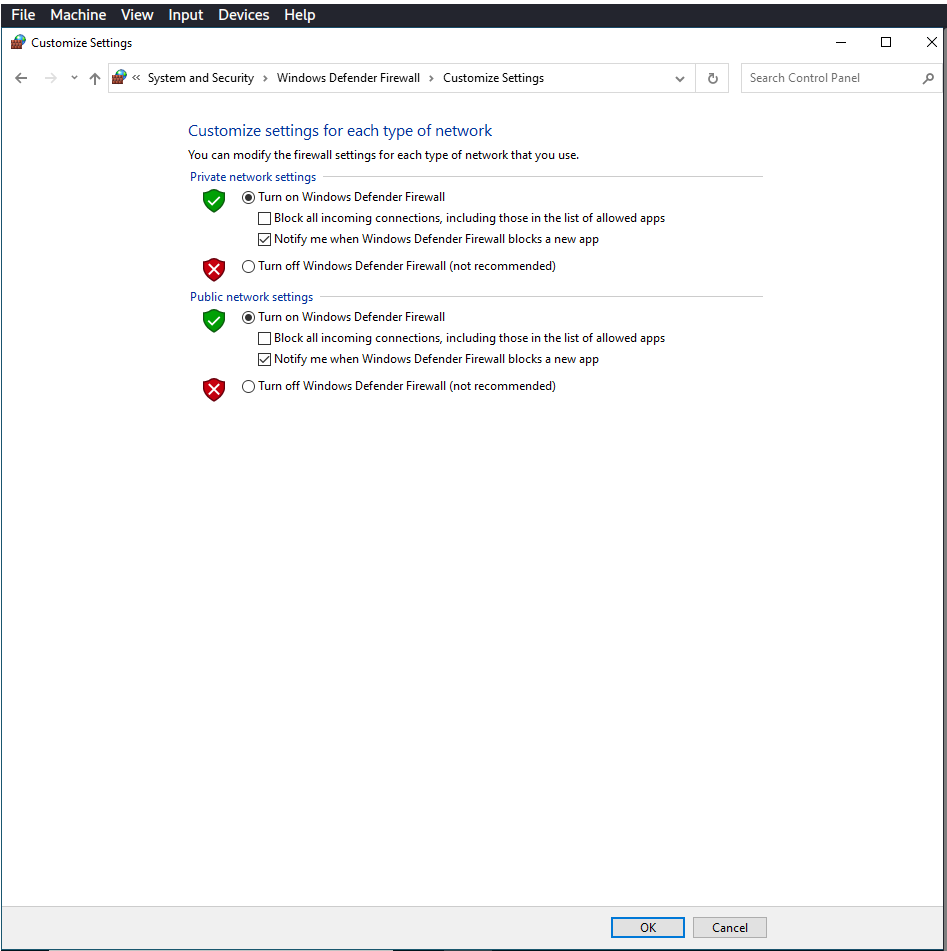 File Machine View Input Devices Help
Customize Settings
« System and Security › Windows Defender Firewall › Customize Settings Search Control Panel
Customize settings for each type of network
You can modify the firewall settings for each type of network that you use.
Private network settings
Turn on Windows Defender Firewall
Block all incoming connections, including those in the list of allowed apps
Notify me when Windows Defender Firewall blocks a new app
Turn off Windows Defender Firewall (not recommended)
Public network settings
Turn on Windows Defender Firewall
Block all incoming connections, including those in the list of allowed apps
Notify me when Windows Defender Firewall blocks a new app
Turn off Windows Defender Firewall (not recommended)
OK Cancel